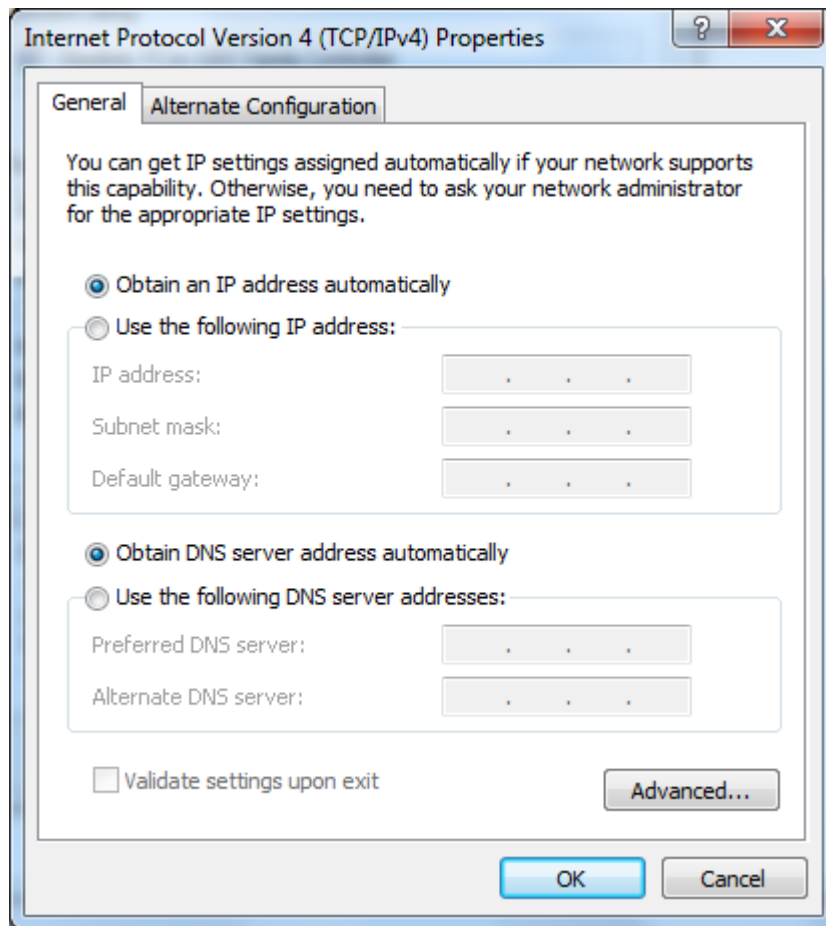 Internet Protocol Version 4 (TCP/IPv4) Properties
General
Alternate Configuration
You can get IP settings assigned automatically if your network supports
this capability. Otherwise, you need to ask your network administrator
for the appropriate IP settings.
Obtain an IP address automatically
Use the following IP address:
IP address:
Subnet mask:
Default gateway:
Obtain DNS server address automatically
Use the following DNS server addresses:
Preferred DNS server:
Alternate DNS server:
Validate settings upon exit
Advanced...
OK
Cancel